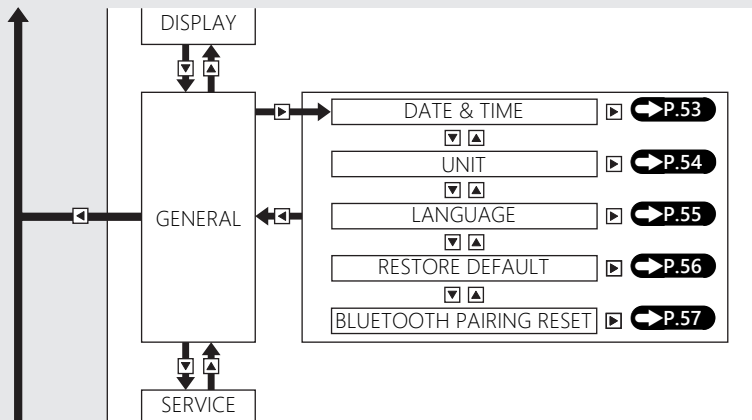 DISPLAY
GENERAL
DATE & TIME P.53
UNIT P.54
LANGUAGE P.55
RESTORE DEFAULT P.56
BLUETOOTH PAIRING RESET P.57
SERVICE